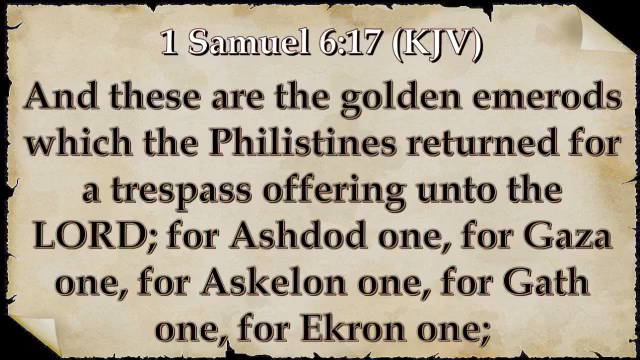 1 Samuel 6:17 (KJV)
And these are the golden emerods
which the Philistines returned for
a trespass offering unto the
LORD; for Ashdod one, for Gaza
one, for Askelon one, for Gath
one, for Ekron one;